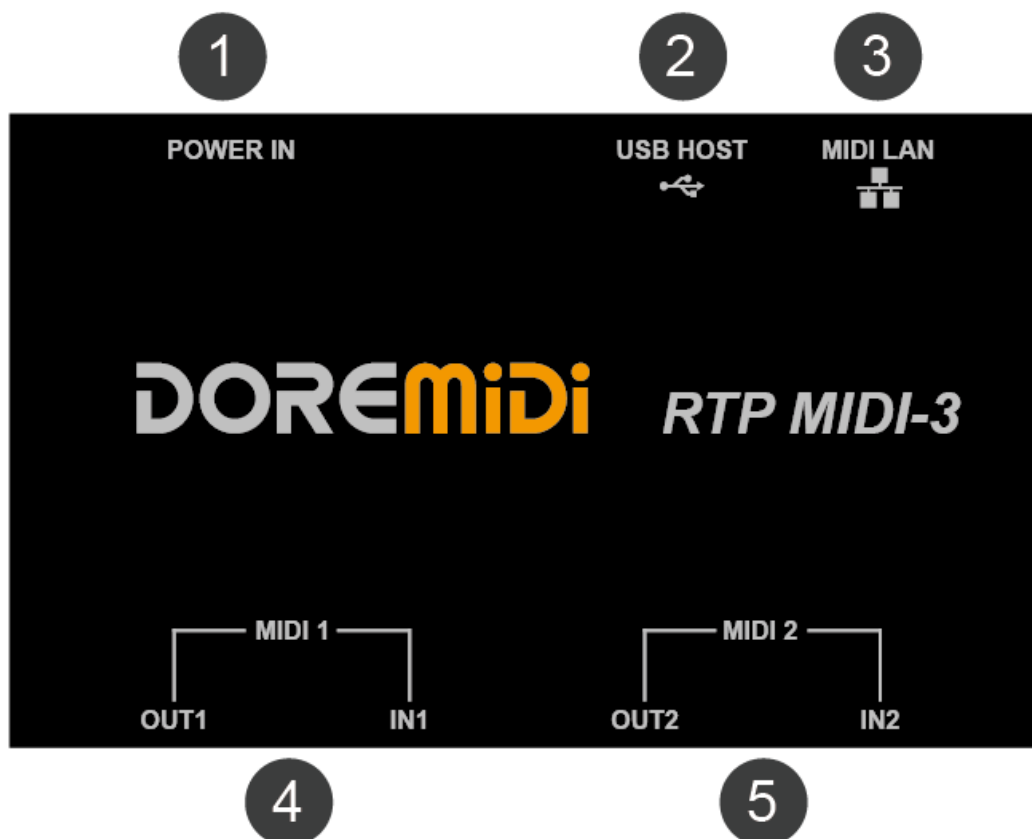 1 2 3
POWER IN USB HOST MIDI LAN
DOREMiDi RTP MIDI-3
MIDI 1 MIDI 2
OUT1 IN1 OUT2 IN2
4 5